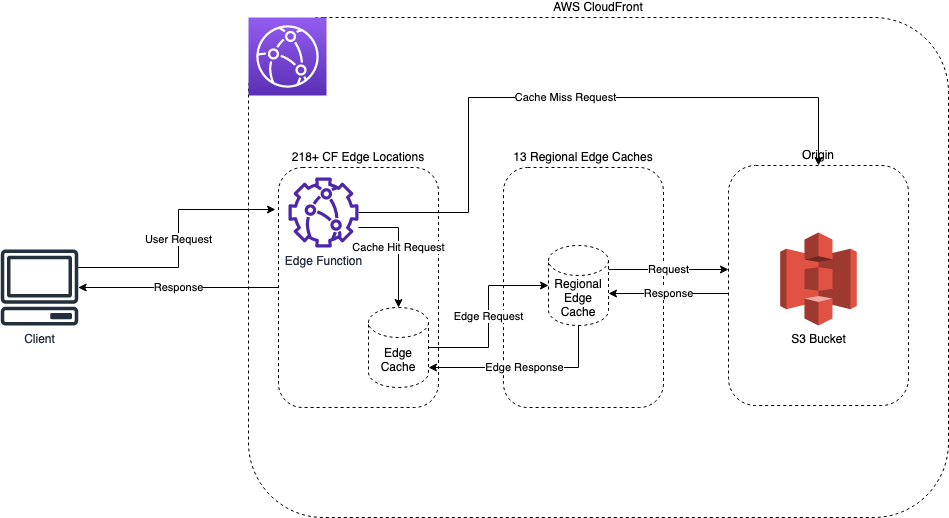 AWS CloudFront
Cache Miss Request
218+ CF Edge Locations
13 Regional Edge Caches
Origin
User Request
Cache Hit Request
Edge Function
Request
Response
Response
Regional
Edge
Cache
Edge Request
Client
S3 Bucket
Edge
Cache
Edge Response